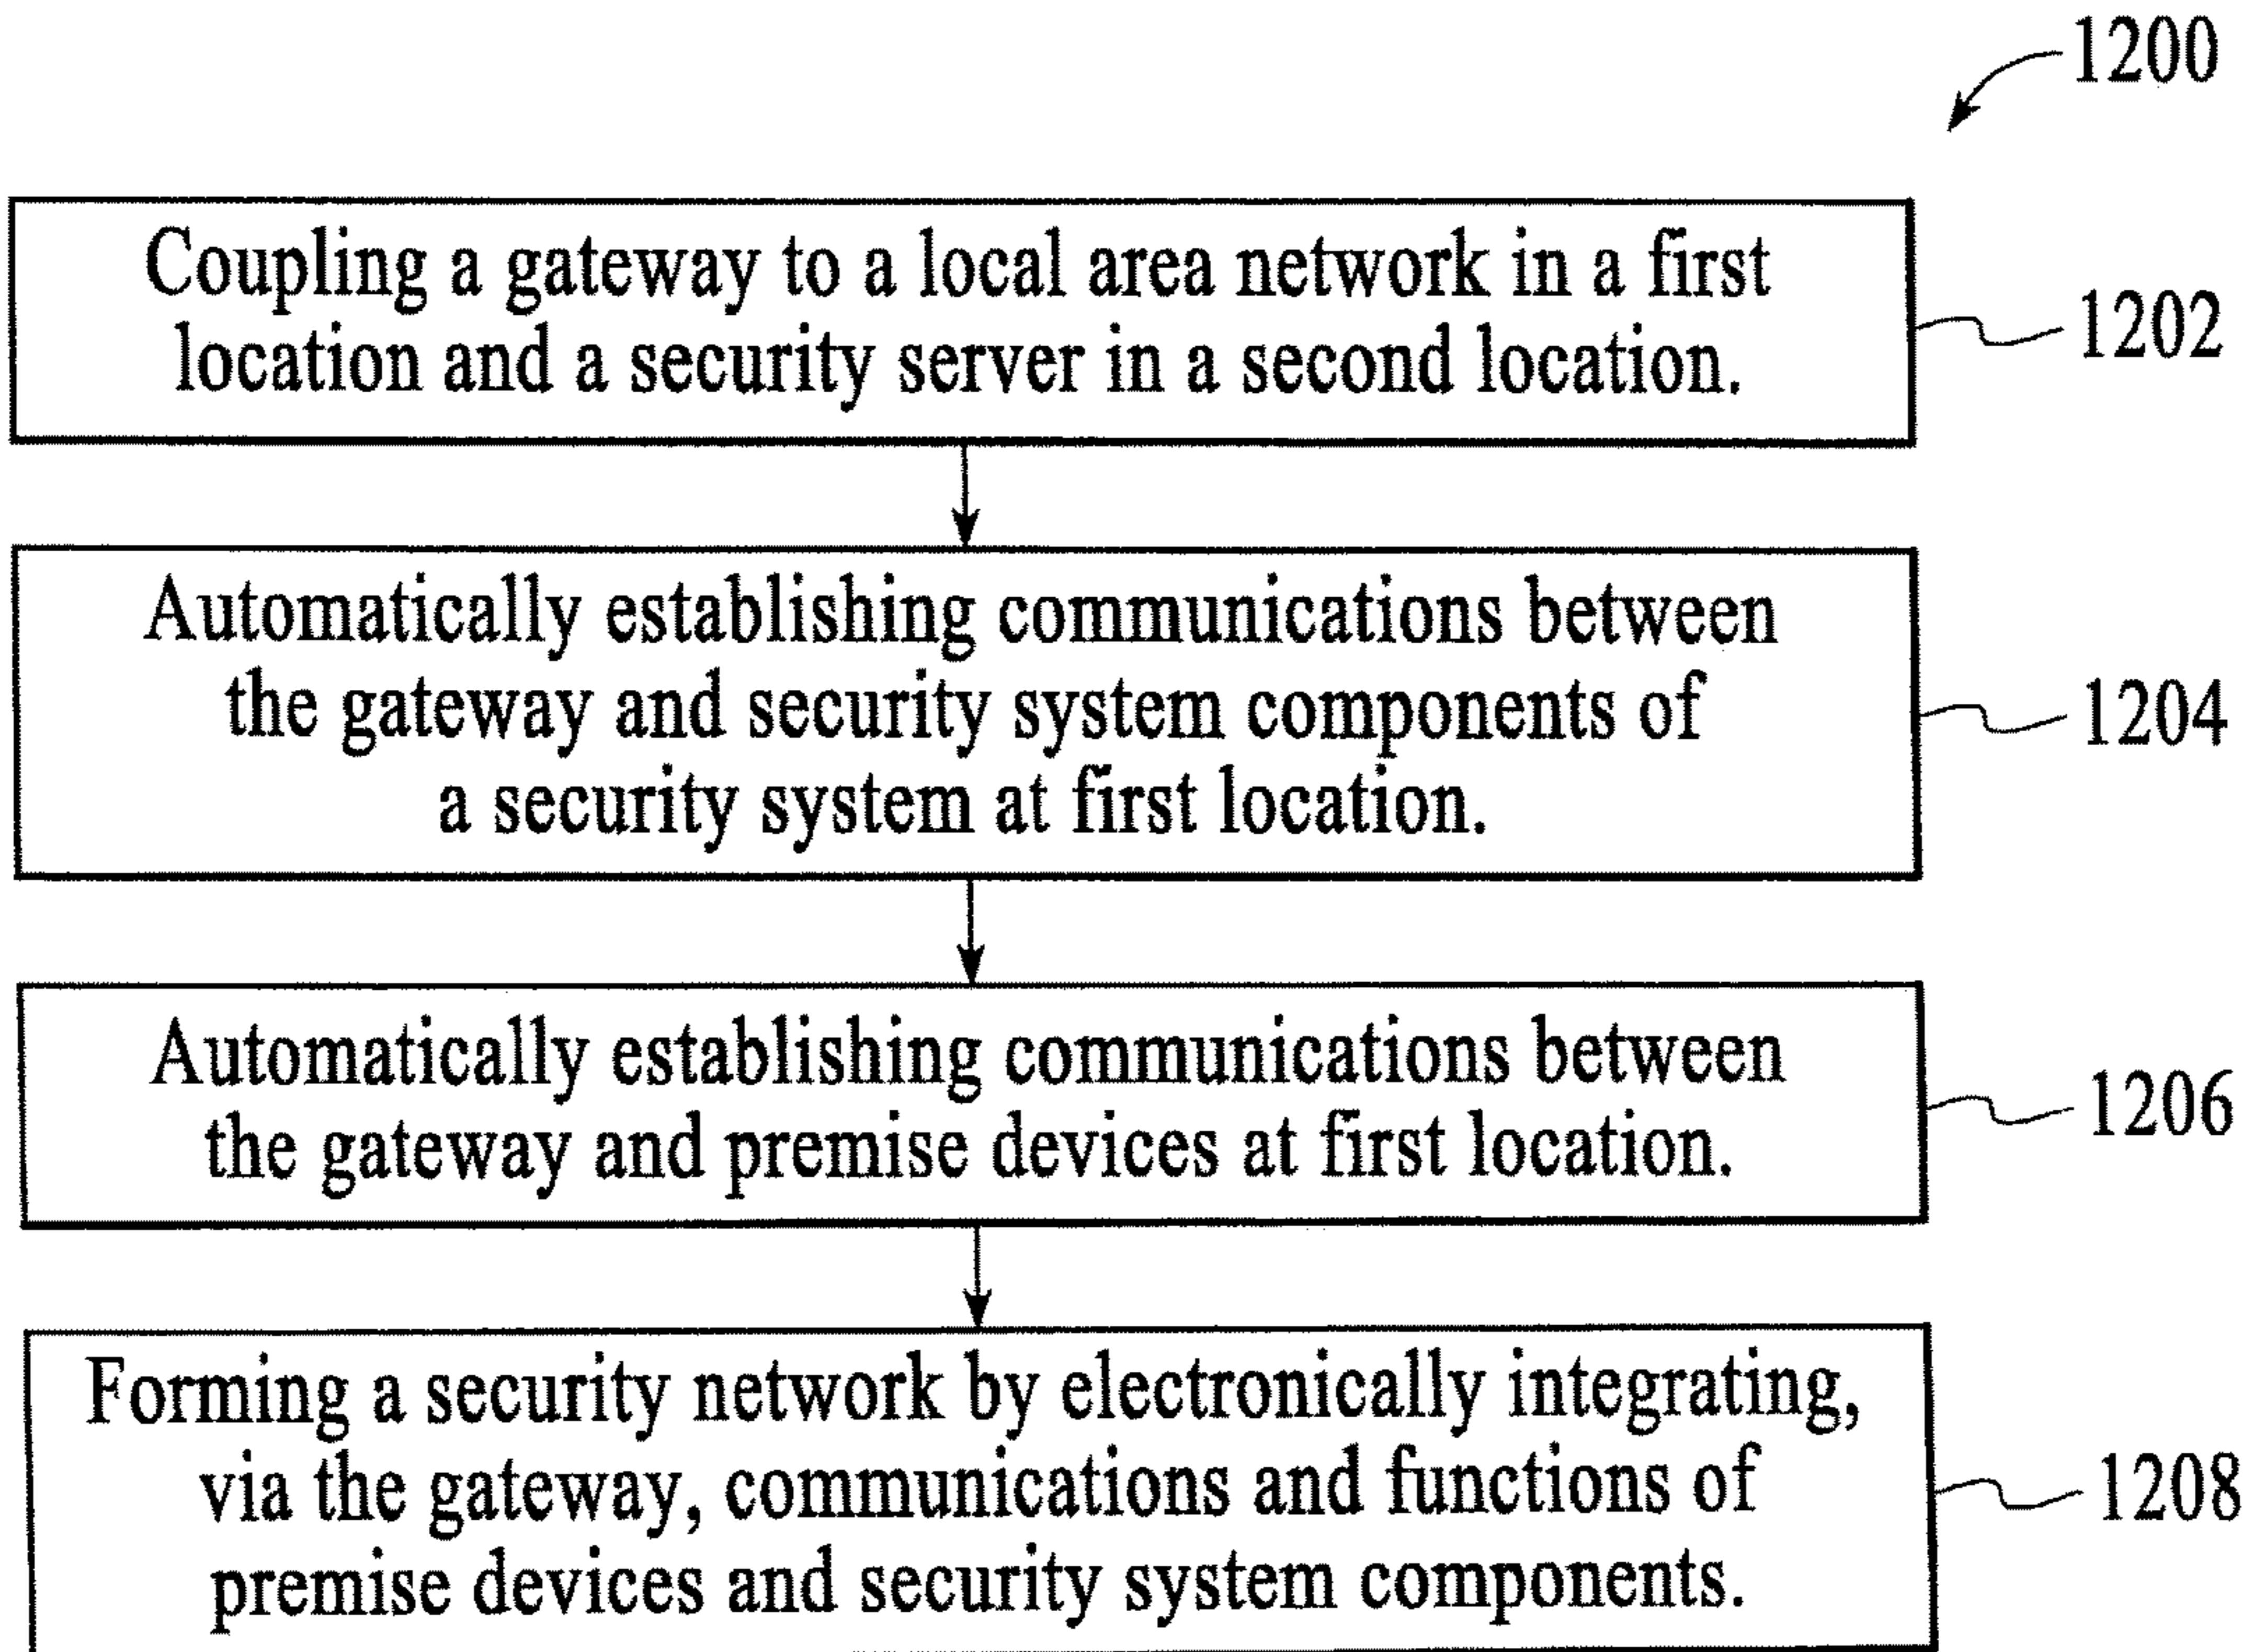 1200
Coupling a gateway to a local area network in a first
location and a security server in a second location.
1202
Automatically establishing communications between
the gateway and security system components of
a security system at first location.
1204
Automatically establishing communications between
the gateway and premise devices at first location.
1206
Forming a security network by electronically integrating,
via the gateway, communications and functions of
premise devices and security system components.
1208